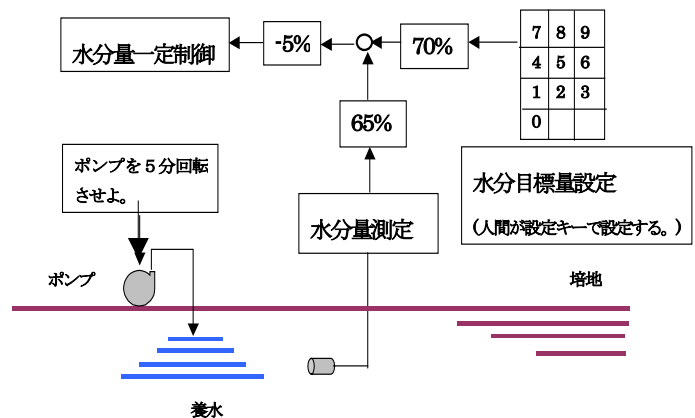 水分量一定制御
-5%
70%
7 8 9
4 5 6
1 2 3
0
65%
ポンプを5分回転
させよ。
水分量測定
水分目標量設定
(人間が設定キーで設定する。)
ポンプ
培地
養水